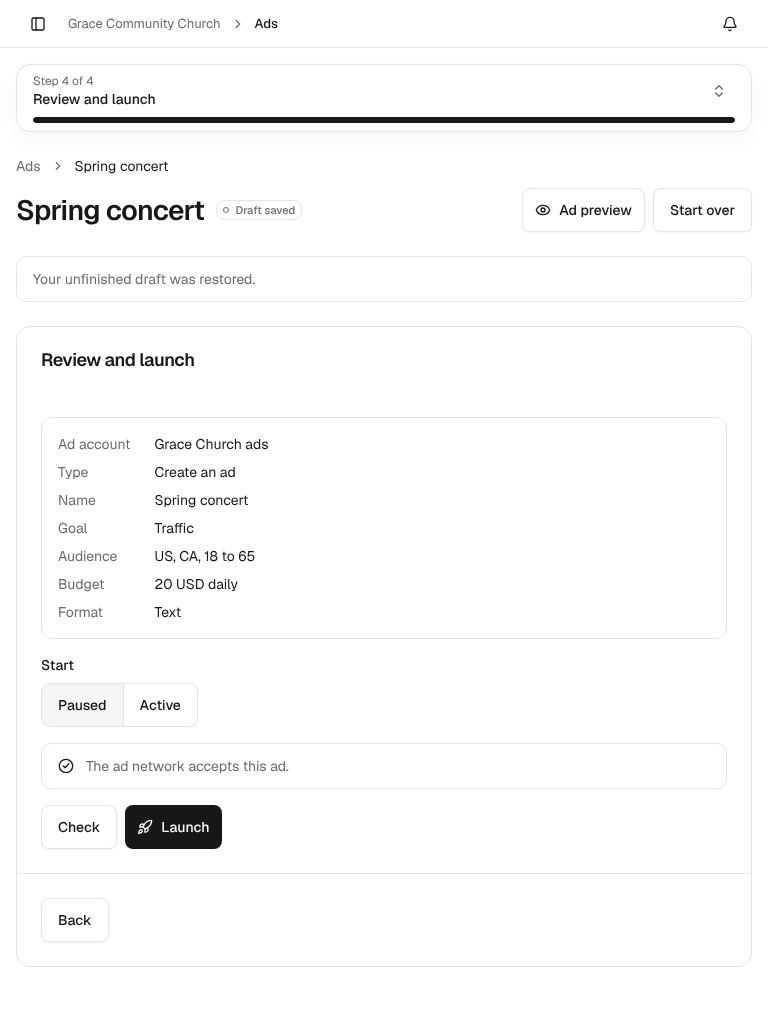 Grace Community Church > Ads
Step 4 of 4
Review and launch
Ads > Spring concert
Spring concert
Draft saved
Ad preview
Start over
Your unfinished draft was restored.
Review and launch
Ad account Grace Church ads
Type Create an ad
Name Spring concert
Goal Traffic
Audience US, CA, 18 to 65
Budget 20 USD daily
Format Text
Start
Paused Active
The ad network accepts this ad.
Check Launch
Back